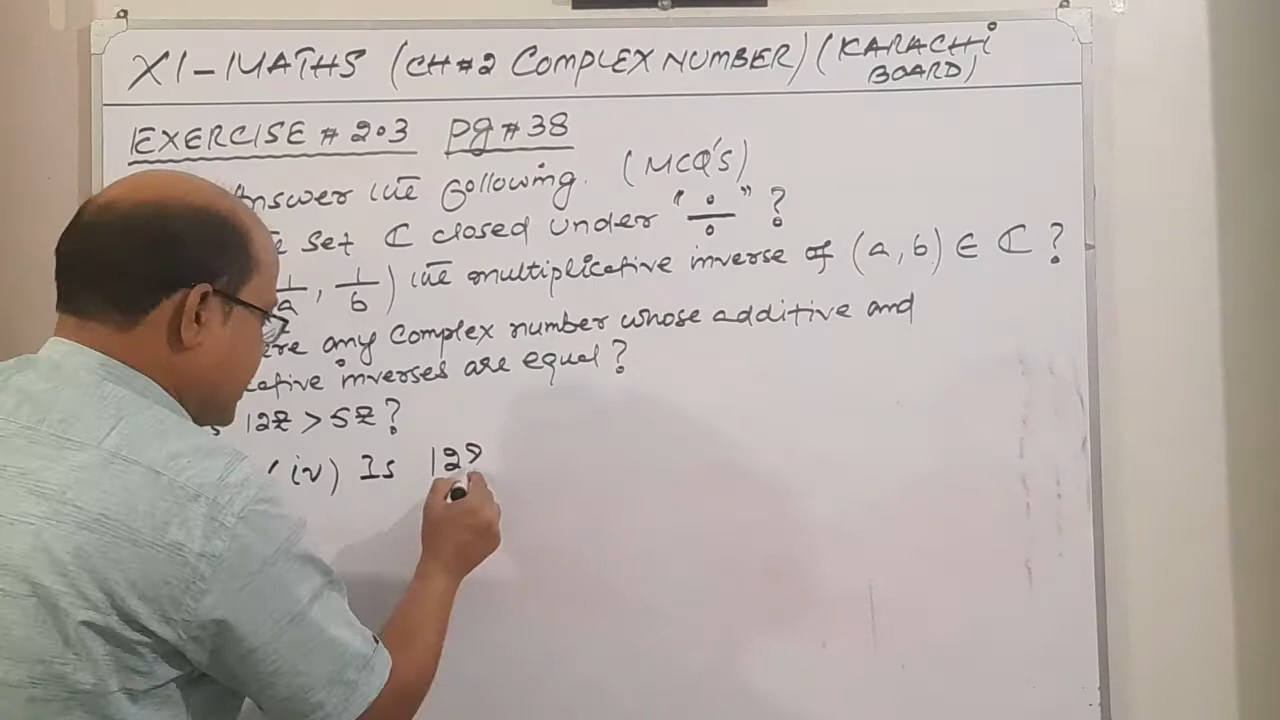 XI-MATHS (CH#2 COMPLEX NUMBER) (KARACHI BOARD)
EXERCISE # 2.3 Pg # 38
Answer the following. (MCQ'S)
Set ℂ closed under "÷" ?
1/a, 1/b) the multiplicative inverse of (a, b) ∈ ℂ ?
any complex number whose additive and
inverses are equal ?
12z > 5z ?
(iv) Is 12